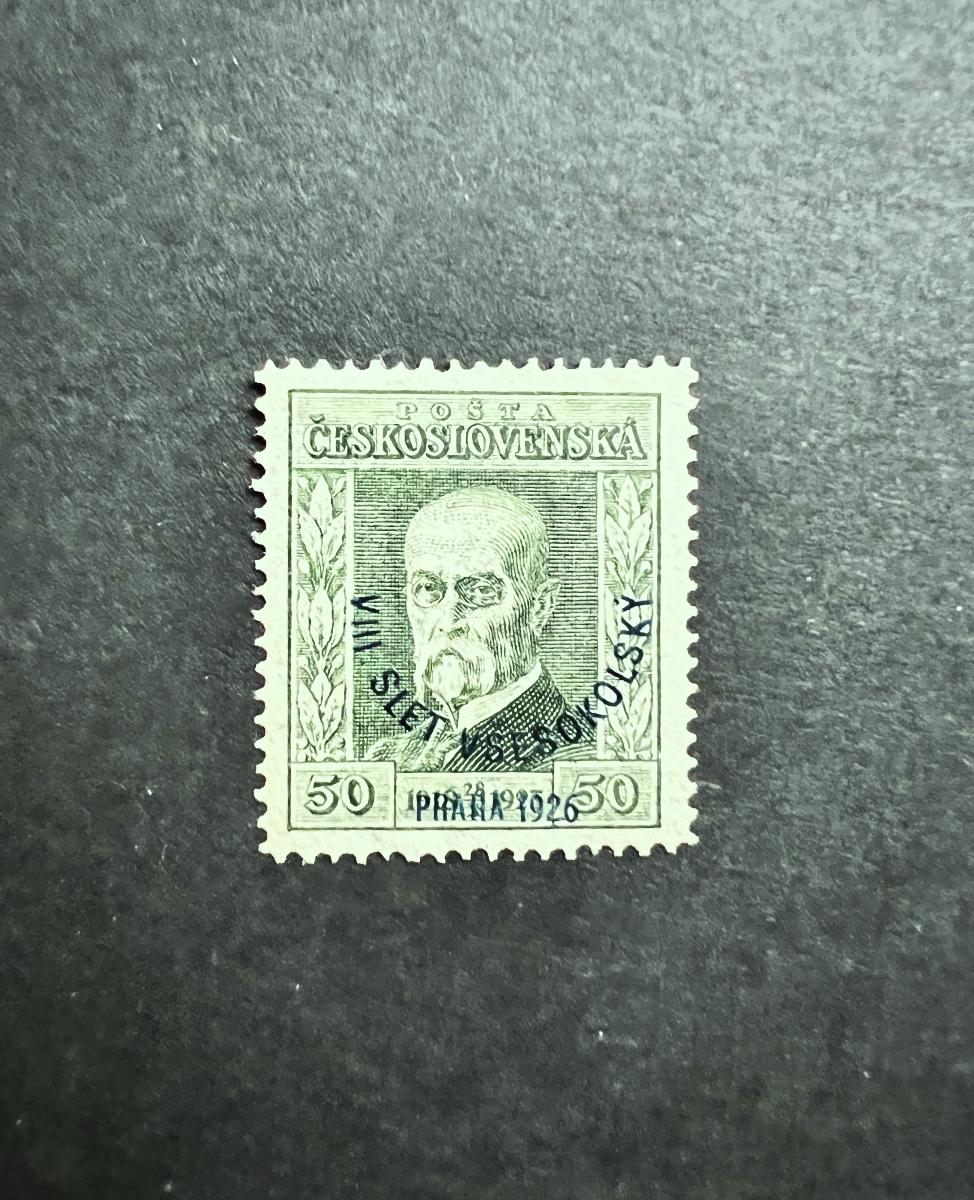 POŠTA
ČESKOSLOVENSKÁ
VIII SLET VŠESOKOLSKÝ
50 50
PRAHA 1926